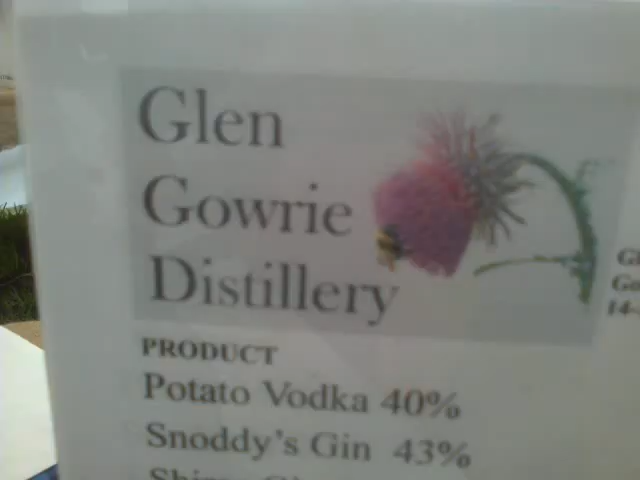 Glen
Gowrie
Distillery
PRODUCT
Potato Vodka 40%
Snoddy's Gin 43%